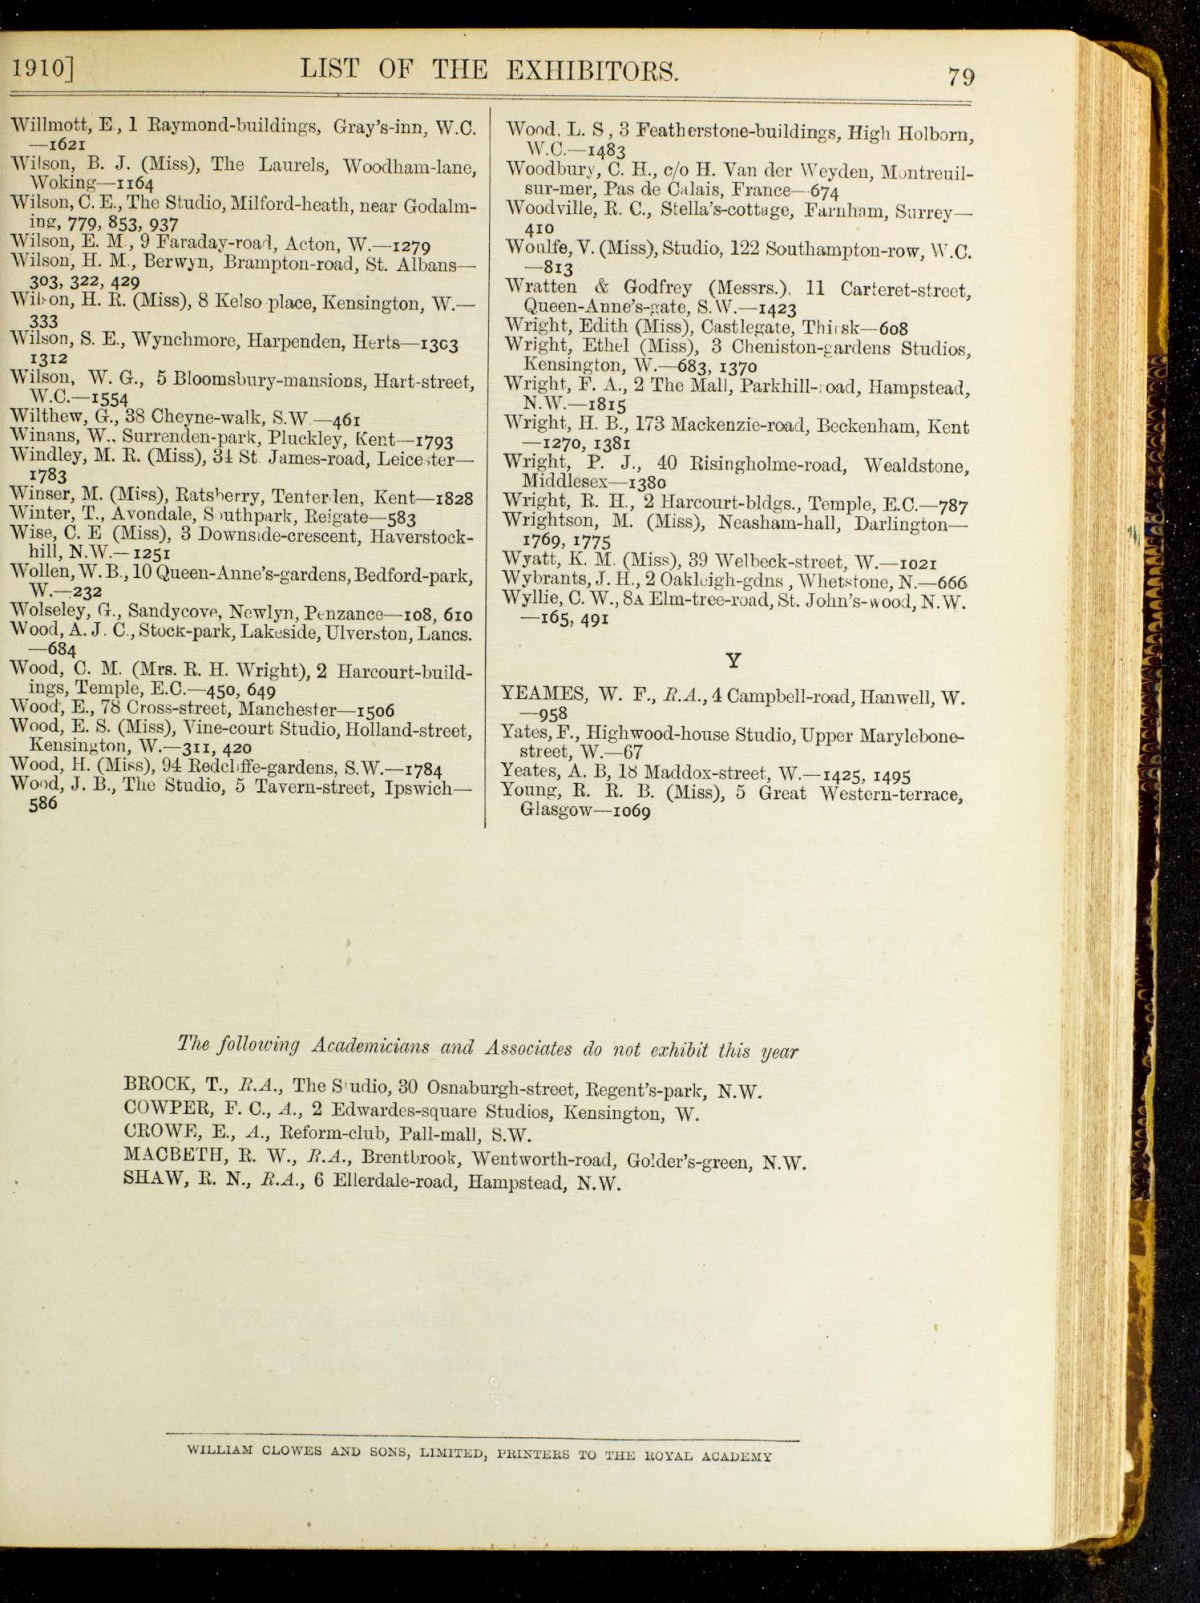 1910] LIST OF THE EXHIBITORS. 79
Willmott, E., 1 Raymond-buildings, Gray's-inn, W.C.
—1621
Wilson, B. J. (Miss), The Laurels, Woodham-lane,
Woking—1164
Wilson, C. E., The Studio, Milford-heath, near Godalm-
ing, 779, 853, 937
Wilson, E. M., 9 Faraday-road, Acton, W.—1279
Wilson, H. M., Berwyn, Brampton-road, St. Albans—
303, 322, 429
Wilson, H. R. (Miss), 8 Kelso place, Kensington, W.—
333
Wilson, S. E., Wynchmore, Harpenden, Herts—1303
1312
Wilson, W. G., 5 Bloomsbury-mansions, Hart-street,
W.C.—1554
Wilthew, G., 38 Cheyne-walk, S.W.—461
Winans, W., Surrenden-park, Pluckley, Kent—1793
Windley, M. R. (Miss), 34 St. James-road, Leicester—
1783
Winser, M. (Miss), Ratsberry, Tenterden, Kent—1828
Winter, T., Avondale, Southpark, Reigate—583
Wise, C. E (Miss), 3 Downside-crescent, Haverstock-
hill, N.W.—1251
Wollen, W. B., 10 Queen-Anne's-gardens, Bedford-park,
W.—232
Wolseley, G., Sandycove, Newlyn, Penzance—108, 610
Wood, A. J. C., Stock-park, Lakeside, Ulverston, Lancs.
—684
Wood, C. M. (Mrs. R. H. Wright), 2 Harcourt-build-
ings, Temple, E.C.—450, 649
Wood, E., 78 Cross-street, Manchester—1506
Wood, E. S. (Miss), Vine-court Studio, Holland-street,
Kensington, W.—311, 420
Wood, H. (Miss), 94 Redcliffe-gardens, S.W.—1784
Wood, J. B., The Studio, 5 Tavern-street, Ipswich—
586
Wood, L. S., 3 Featherstone-buildings, High Holborn,
W.C.—1483
Woodbury, C. H., c/o H. Van der Weyden, Montreuil-
sur-mer, Pas de Calais, France—674
Woodville, R. C., Stella's-cottage, Farnham, Surrey—
410
Woulfe, V. (Miss), Studio, 122 Southampton-row, W.C.
—813
Wratten & Godfrey (Messrs.). 11 Carteret-street,
Queen-Anne's-gate, S.W.—1423
Wright, Edith (Miss), Castlegate, Thirsk—608
Wright, Ethel (Miss), 3 Cheniston-gardens Studios,
Kensington, W.—683, 1370
Wright, F. A., 2 The Mall, Parkhill-road, Hampstead,
N.W.—1815
Wright, H. B., 173 Mackenzie-road, Beckenham, Kent
—1270, 1381
Wright, P. J., 40 Risingholme-road, Wealdstone,
Middlesex—1380
Wright, R. H., 2 Harcourt-bldgs., Temple, E.C.—787
Wrightson, M. (Miss), Neasham-hall, Darlington—
1769, 1775
Wyatt, K. M. (Miss), 39 Welbeck-street, W.—1021
Wybrants, J. H., 2 Oakleigh-gdns., Whetstone, N.—666
Wyllie, C. W., 8A Elm-tree-road, St. John's-wood, N.W.
—165, 491
Y
YEAMES, W. F., R.A., 4 Campbell-road, Hanwell, W.
—958
Yates, F., Highwood-house Studio, Upper Marylebone-
street, W.—67
Yeates, A. B, 18 Maddox-street, W.—1425, 1495
Young, R. R. B. (Miss), 5 Great Western-terrace,
Glasgow—1069
The following Academicians and Associates do not exhibit this year
BROCK, T., R.A., The Studio, 30 Osnaburgh-street, Regent's-park, N.W.
COWPER, F. C., A., 2 Edwardes-square Studios, Kensington, W.
CROWE, E., A., Reform-club, Pall-mall, S.W.
MACBETH, R. W., R.A., Brentbrook, Wentworth-road, Golder's-green, N.W.
SHAW, R. N., R.A., 6 Ellerdale-road, Hampstead, N.W.
WILLIAM CLOWES AND SONS, LIMITED, PRINTERS TO THE ROYAL ACADEMY